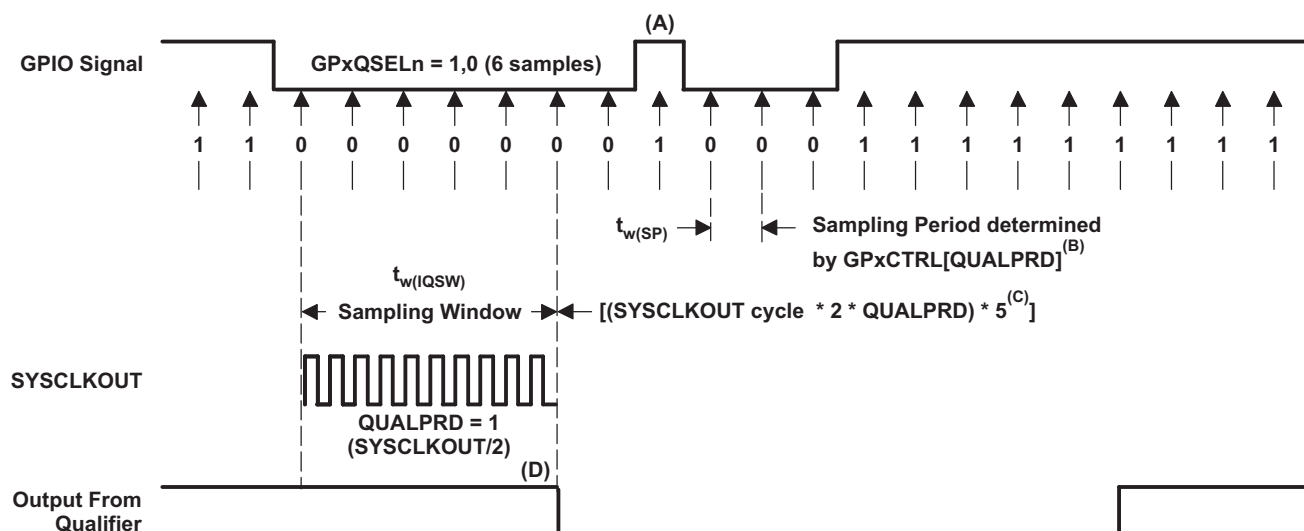 (A)
GPIO Signal
GPxQSELn = 1,0 (6 samples)
1 1 0 0 0 0 0 0 0 1 0 0 0 1 1 1 1 1 1 1 1 1
tw(SP)
Sampling Period determined
by GPxCTRL[QUALPRD](B)
tw(IQSW)
Sampling Window
[(SYSCLKOUT cycle * 2 * QUALPRD) * 5(C)]
SYSCLKOUT
QUALPRD = 1
(SYSCLKOUT/2)
(D)
Output From
Qualifier